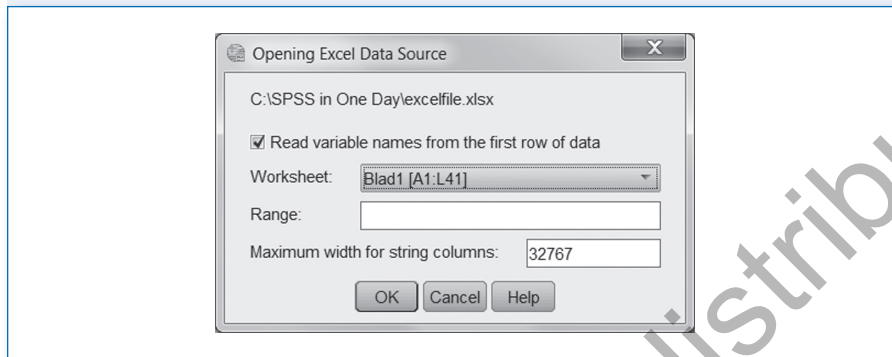 Opening Excel Data Source
X
C:\SPSS in One Day\excelfile.xlsx
Read variable names from the first row of data
Worksheet: Blad1 [A1:L41]
Range:
Maximum width for string columns: 32767
OK Cancel Help